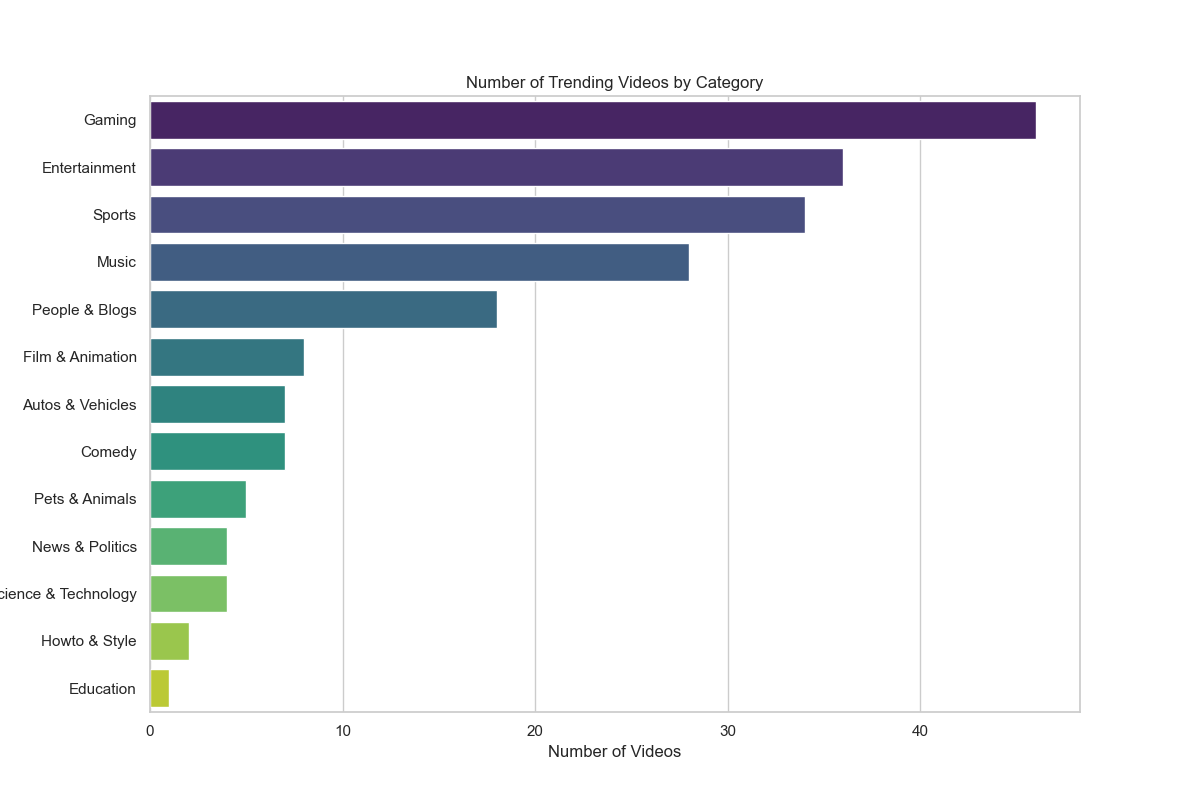 Number of Trending Videos by Category
Gaming
Entertainment
Sports
Music
People & Blogs
Film & Animation
Autos & Vehicles
Comedy
Pets & Animals
News & Politics
cience & Technology
Howto & Style
Education
0 10 20 30 40
Number of Videos